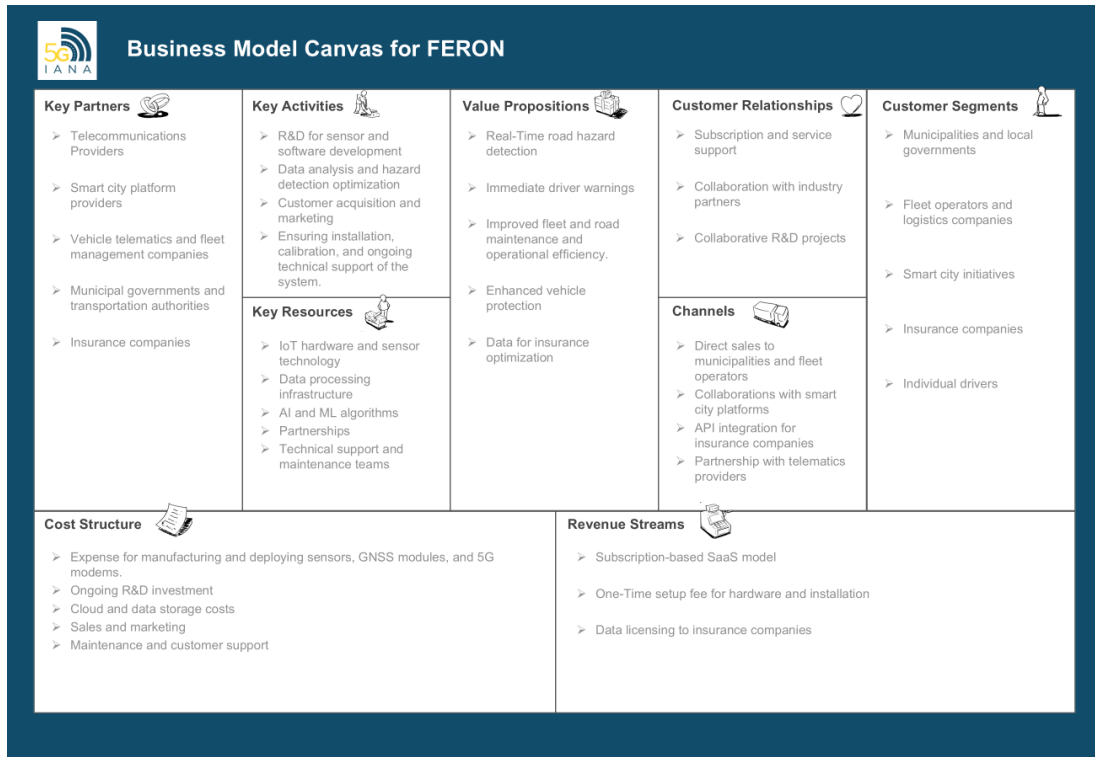 5G
IANA
Business Model Canvas for FERON
Key Partners
Telecommunications
Providers
Smart city platform
providers
Vehicle telematics and fleet
management companies
Municipal governments and
transportation authorities
Insurance companies
Key Activities
R&D for sensor and
software development
Data analysis and hazard
detection optimization
Customer acquisition and
marketing
Ensuring installation,
calibration, and ongoing
technical support of the
system.
Key Resources
IoT hardware and sensor
technology
Data processing
infrastructure
AI and ML algorithms
Partnerships
Technical support and
maintenance teams
Value Propositions
Real-Time road hazard
detection
Immediate driver warnings
Improved fleet and road
maintenance and
operational efficiency.
Enhanced vehicle
protection
Data for insurance
optimization
Customer Relationships
Subscription and service
support
Collaboration with industry
partners
Collaborative R&D projects
Channels
Direct sales to
municipalities and fleet
operators
Collaborations with smart
city platforms
API integration for
insurance companies
Partnership with telematics
providers
Customer Segments
Municipalities and local
governments
Fleet operators and
logistics companies
Smart city initiatives
Insurance companies
Individual drivers
Cost Structure
Expense for manufacturing and deploying sensors, GNSS modules, and 5G
modems.
Ongoing R&D investment
Cloud and data storage costs
Sales and marketing
Maintenance and customer support
Revenue Streams
Subscription-based SaaS model
One-Time setup fee for hardware and installation
Data licensing to insurance companies